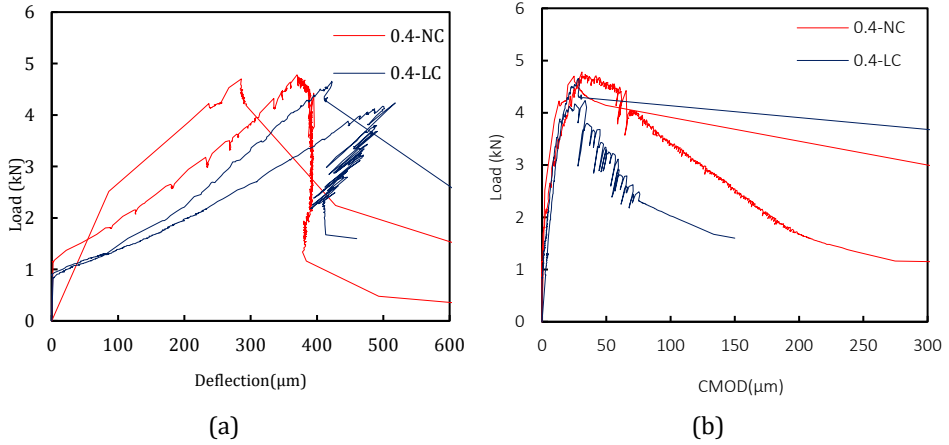 6
5
4
3
2
1
0
Load (kN)
0 100 200 300 400 500 600
Deflection(μm)
0.4-NC
0.4-LC
(a)
6
5
4
3
2
1
0
Load (kN)
0 50 100 150 200 250 300
CMOD(μm)
0.4-NC
0.4-LC
(b)